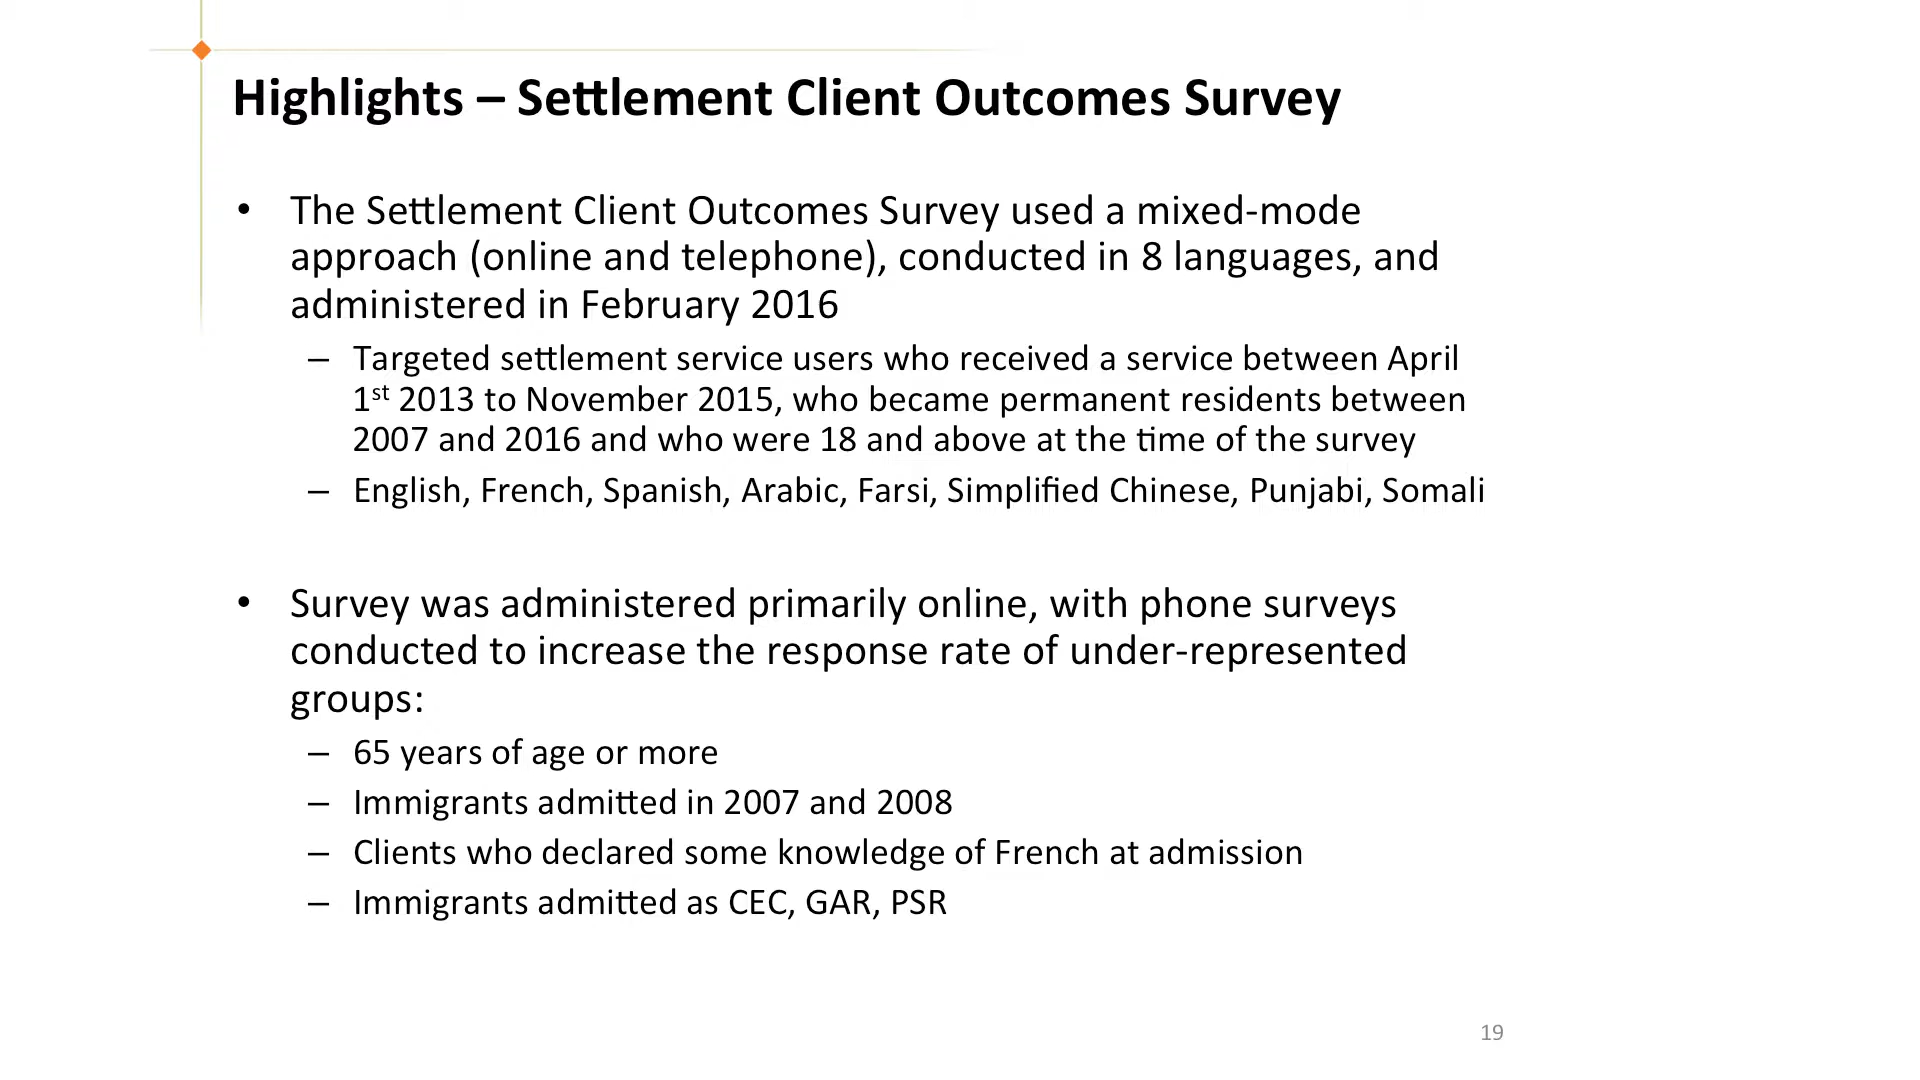 Highlights – Settlement Client Outcomes Survey
• The Settlement Client Outcomes Survey used a mixed-mode
approach (online and telephone), conducted in 8 languages, and
administered in February 2016
– Targeted settlement service users who received a service between April
1st 2013 to November 2015, who became permanent residents between
2007 and 2016 and who were 18 and above at the time of the survey
– English, French, Spanish, Arabic, Farsi, Simplified Chinese, Punjabi, Somali
• Survey was administered primarily online, with phone surveys
conducted to increase the response rate of under-represented
groups:
– 65 years of age or more
– Immigrants admitted in 2007 and 2008
– Clients who declared some knowledge of French at admission
– Immigrants admitted as CEC, GAR, PSR
19